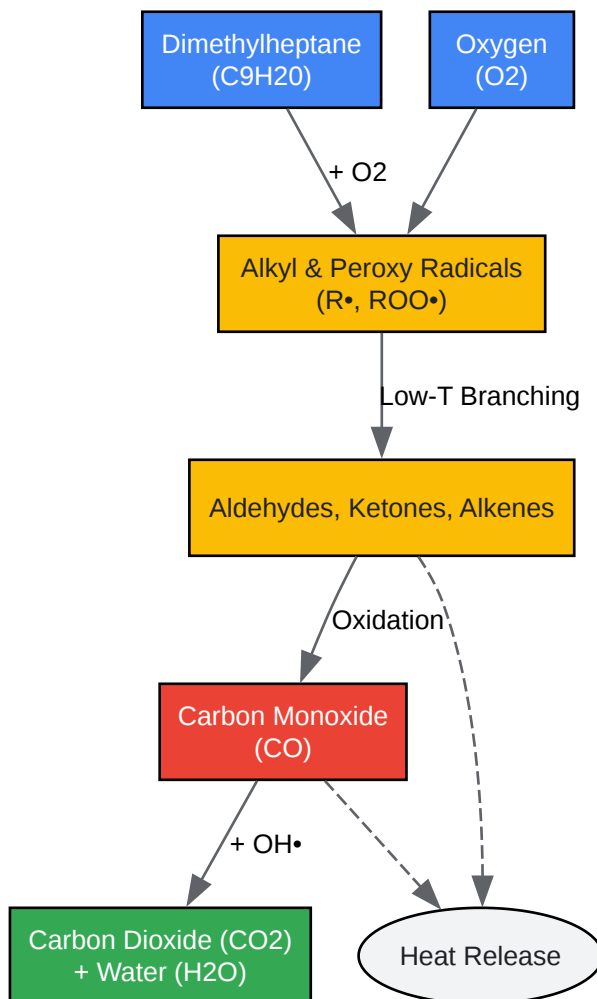 Dimethylheptane
(C9H20)
Oxygen
(O2)
+ O2
Alkyl & Peroxy Radicals
(R•, ROO•)
Low-T Branching
Aldehydes, Ketones, Alkenes
Oxidation
Carbon Monoxide
(CO)
+ OH•
Carbon Dioxide (CO2)
+ Water (H2O)
Heat Release